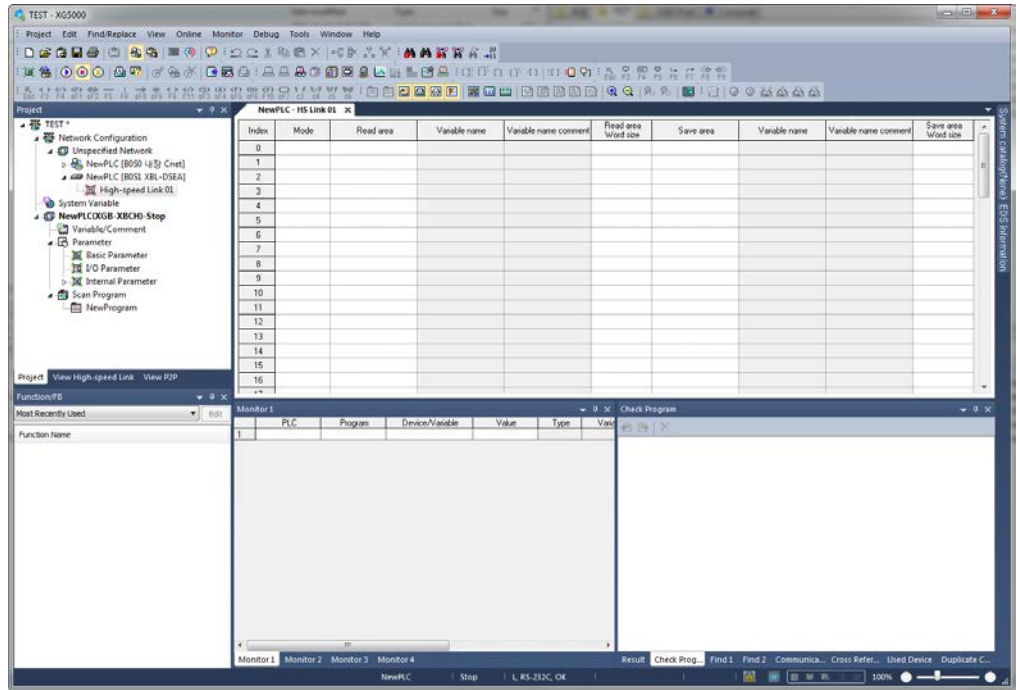 TEST - XG5000
Project Edit Find/Replace View Online Monitor Debug Tools Window Help
Project
TEST *
Network Configuration
Unspecified Network
NewPLC [B0S0 내장 Cnet]
NewPLC [B0S1 XBL-DSEA]
High-speed Link 01
System Variable
NewPLC(XGB-XBCH)-Stop
Variable/Comment
Parameter
Basic Parameter
I/O Parameter
Internal Parameter
Scan Program
NewProgram
Project View High-speed Link View P2P
NewPLC - HS Link 01
Index Mode Read area Variable name Variable name comment Read area Word size Save area Variable name Variable name comment Save area Word size
0
1
2
3
4
5
6
7
8
9
10
11
12
13
14
15
16
System catalog(None) EDS Information
Function/FB
Most Recently Used Edit
Function Name
Monitor 1
PLC Program Device/Variable Value Type
1
Monitor 1 Monitor 2 Monitor 3 Monitor 4
Check Program
Result Check Prog... Find 1 Find 2 Communica... Cross Refer... Used Device Duplicate C...
NewPLC Stop L, RS-232C, OK 100%